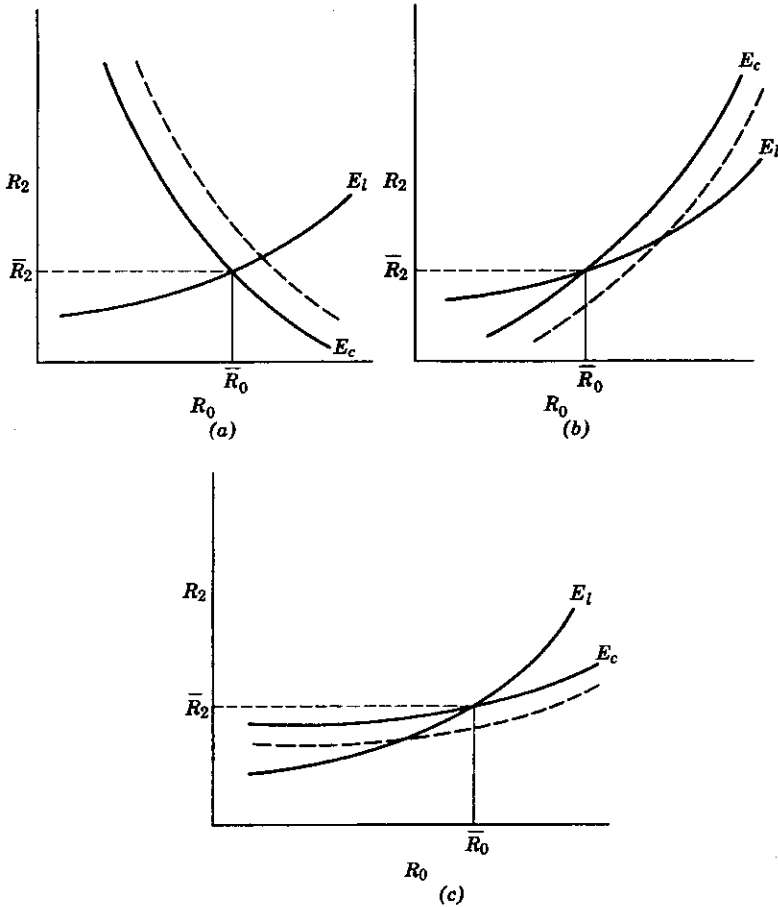 R₂
R̅₂
E_l
E_c
R̅₀
R₀
(a)
E_c
R₂
E_l
R̅₂
R̅₀
R₀
(b)
R₂
E_l
E_c
R̅₂
R̅₀
R₀
(c)